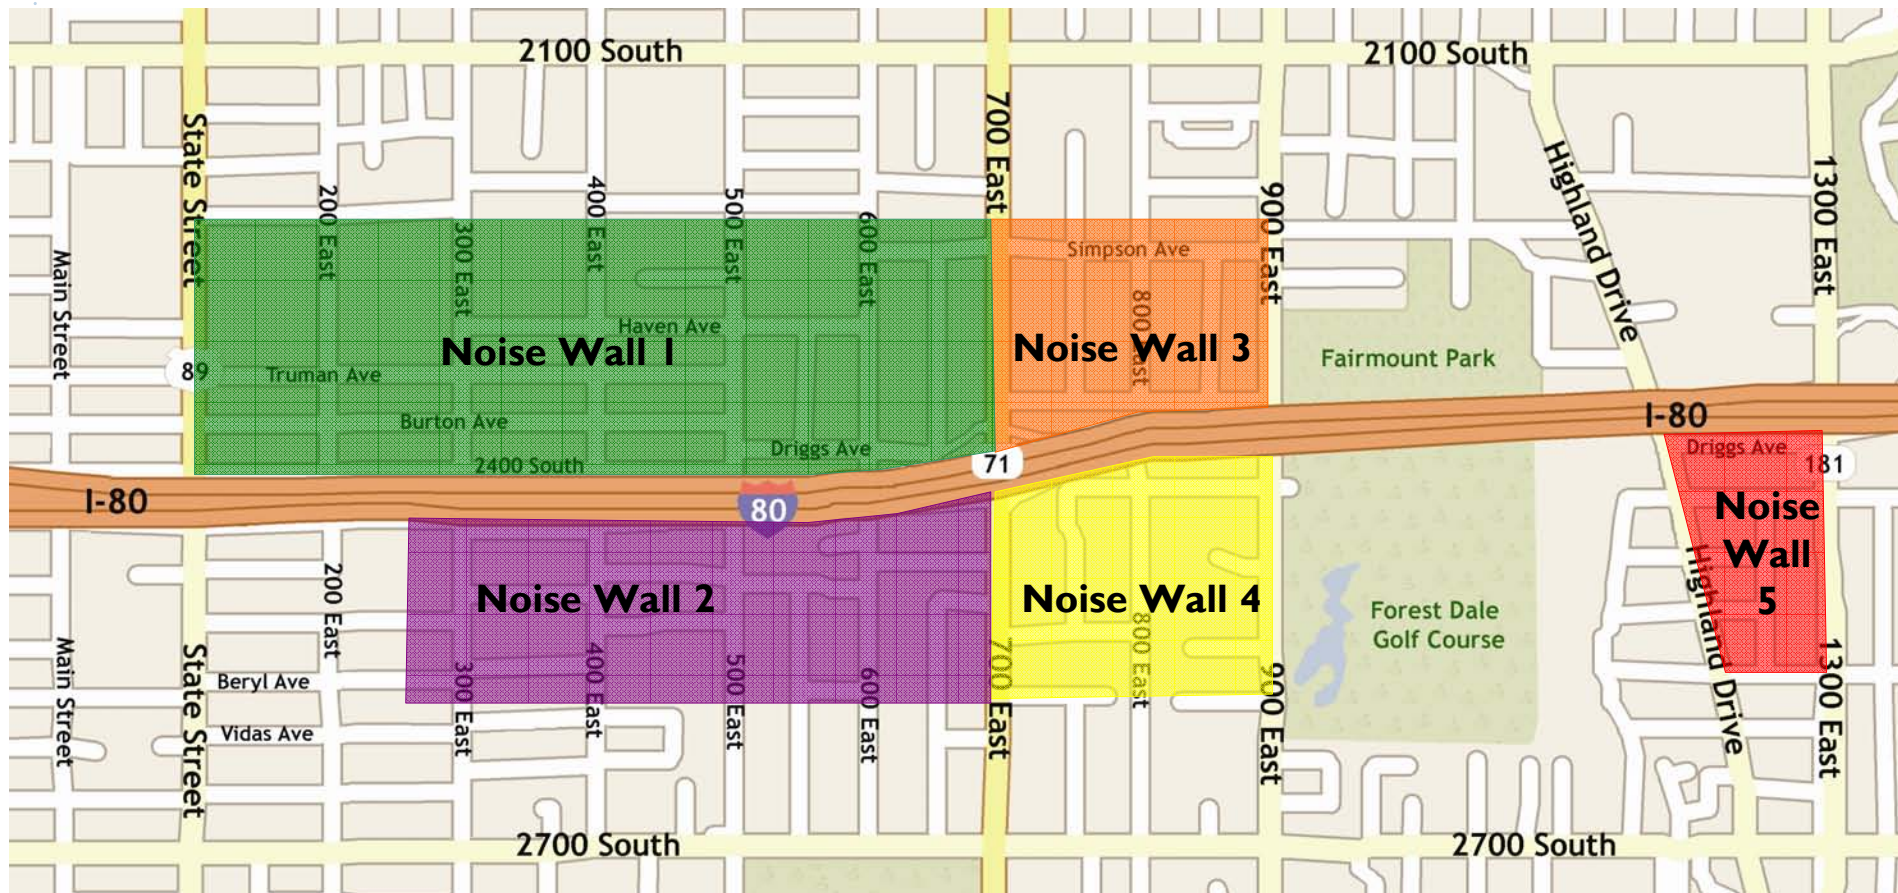 2100 South
2100 South
State Street
700 East
Highland Drive
1300 East
200 East
400 East
500 East
600 East
900 East
300 East
Main Street
Simpson Ave
800 East
Haven Ave
Noise Wall 1
Noise Wall 3
Fairmount Park
89
Truman Ave
Burton Ave
Driggs Ave
2400 South
71
I-80
Driggs Ave
181
I-80
80
Noise
Wall
5
Noise Wall 2
Noise Wall 4
Forest Dale
Golf Course
200 East
Highland Drive
Main Street
State Street
Beryl Ave
Vidas Ave
300 East
400 East
500 East
600 East
700 East
800 East
900 East
1300 East
2700 South
2700 South